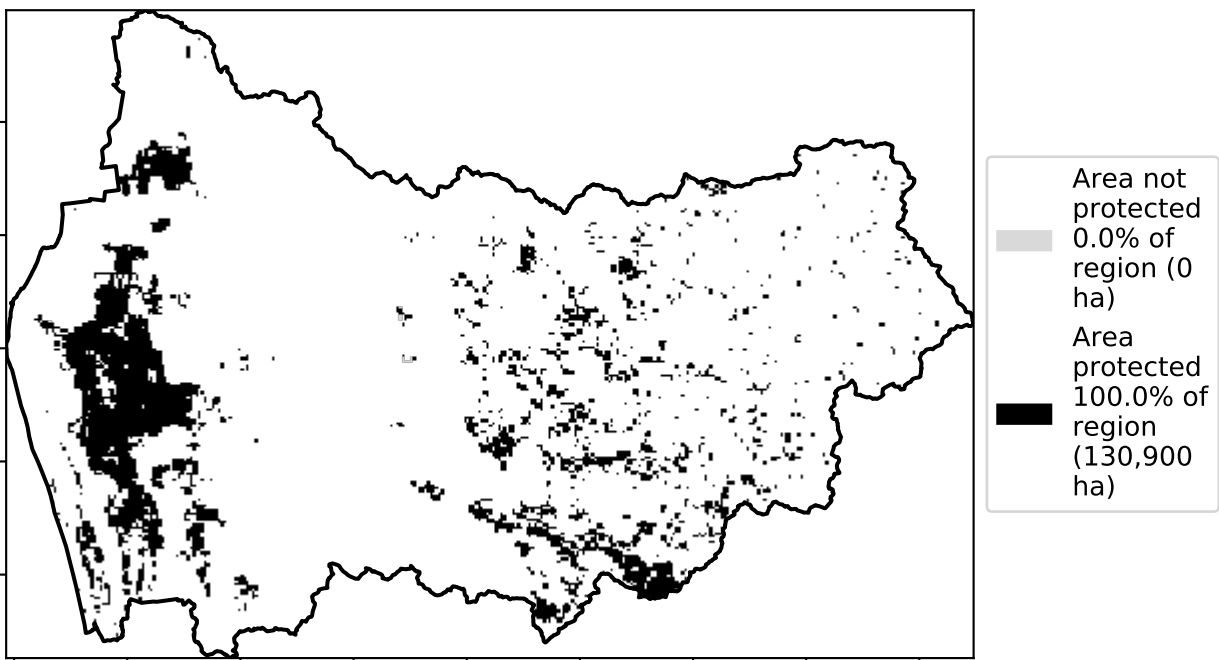 Area not
protected
0.0% of
region (0
ha)
Area
protected
100.0% of
region
(130,900
ha)